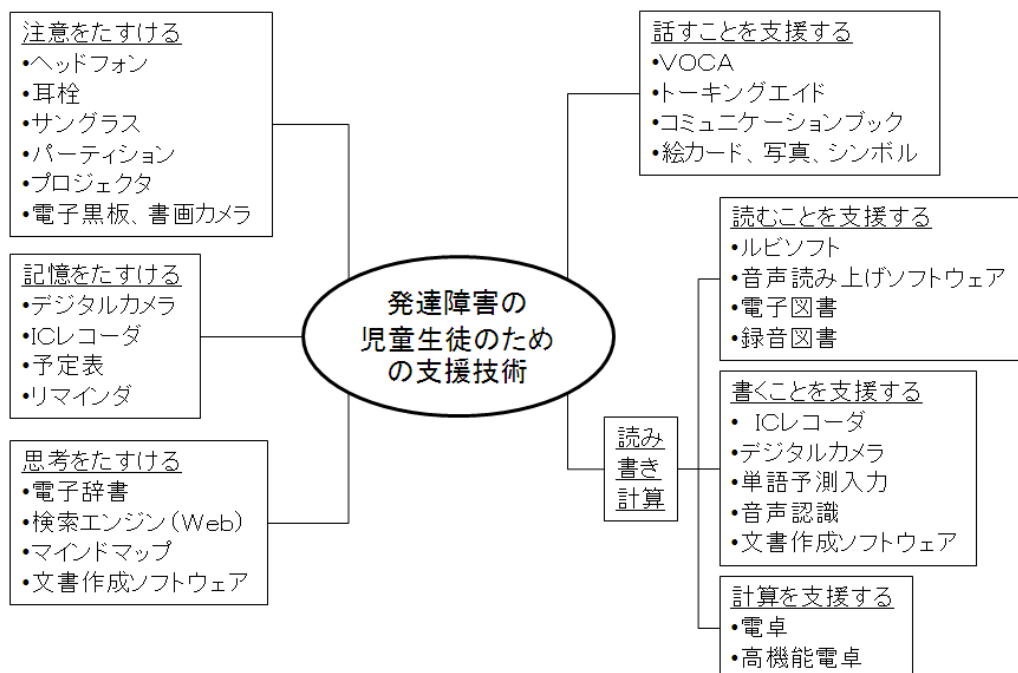 注意をたすける
•ヘッドフォン
•耳栓
•サングラス
•パーティション
•プロジェクタ
•電子黒板、書画カメラ
記憶をたすける
•デジタルカメラ
•ICレコーダ
•予定表
•リマインダ
思考をたすける
•電子辞書
•検索エンジン(Web)
•マインドマップ
•文書作成ソフトウェア
発達障害の
児童生徒のため
の支援技術
話すことを支援する
•VOCA
•トーキングエイド
•コミュニケーションブック
•絵カード、写真、シンボル
読み
書き
計算
読むことを支援する
•ルビソフト
•音声読み上げソフトウェア
•電子図書
•録音図書
書くことを支援する
• ICレコーダ
•デジタルカメラ
•単語予測入力
•音声認識
•文書作成ソフトウェア
計算を支援する
•電卓
•高機能電卓